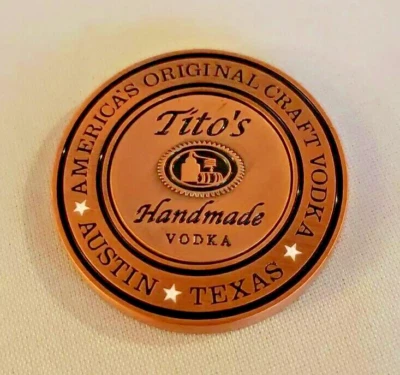 AMERICA'S ORIGINAL CRAFT VODKA
Tito's
Handmade
VODKA
AUSTIN ★ TEXAS